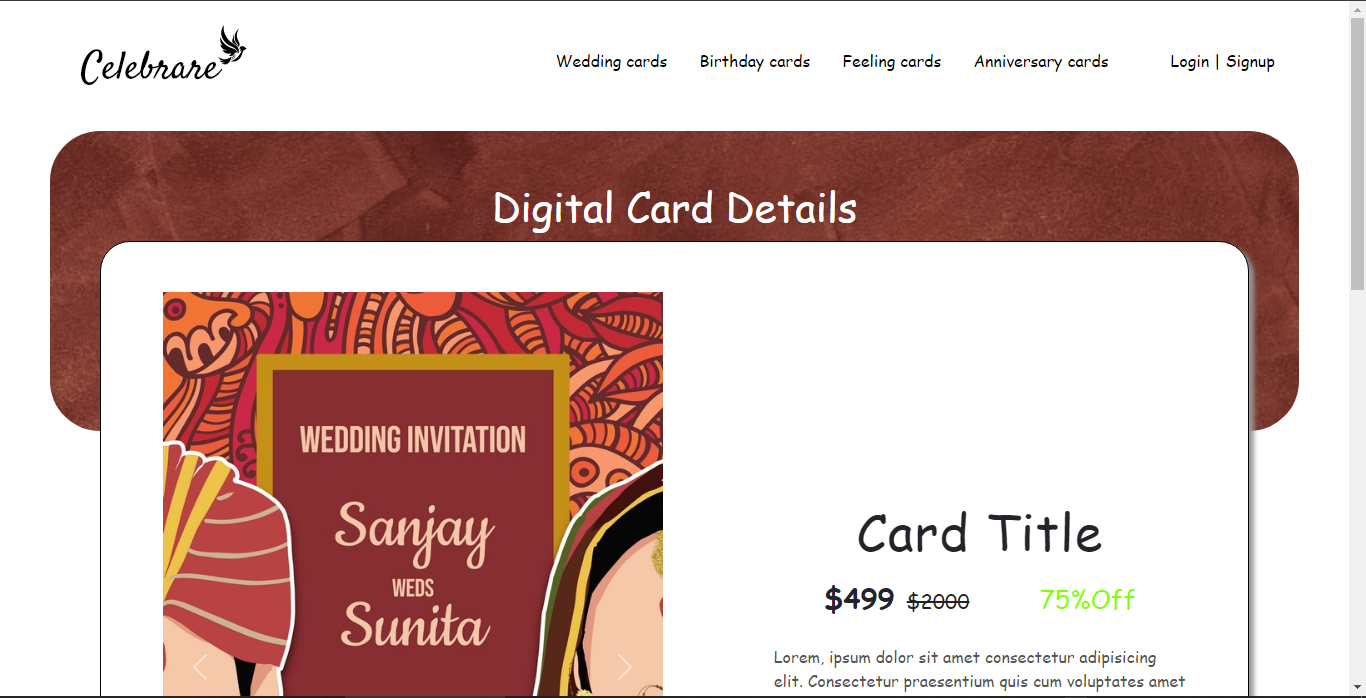 Celebrare
Wedding cards Birthday cards Feeling cards Anniversary cards Login | Signup
Digital Card Details
WEDDING INVITATION
Sanjay
WEDS
Sunita
Card Title
$499 $2000 75%Off
Lorem, ipsum dolor sit amet consectetur adipisicing
elit. Consectetur praesentium quis cum voluptates amet